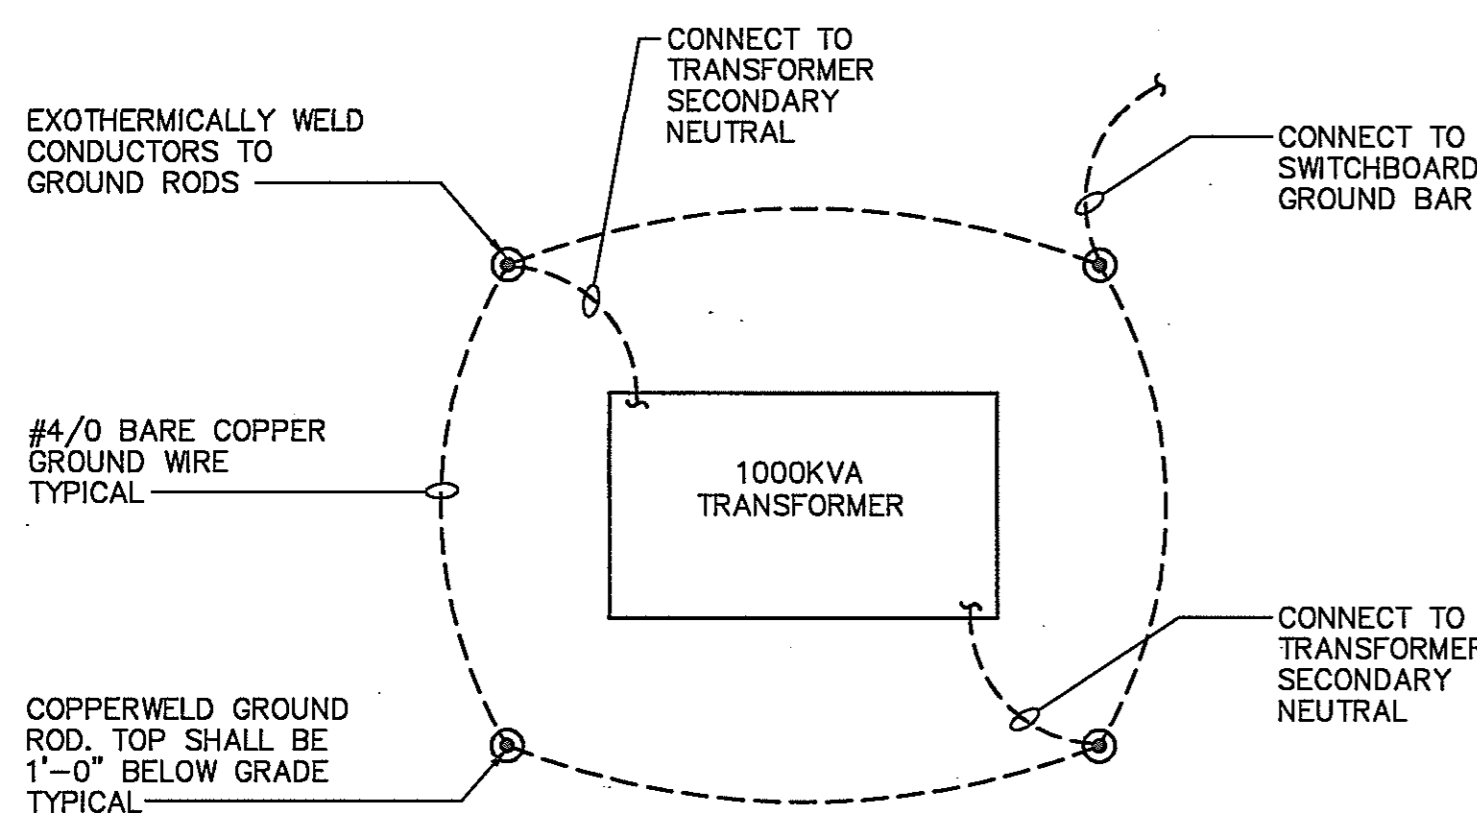 CONNECT TO
TRANSFORMER
SECONDARY
NEUTRAL
EXOTHERMICALLY WELD
CONDUCTORS TO
GROUND RODS
CONNECT TO
SWITCHBOARD
GROUND BAR
#4/0 BARE COPPER
GROUND WIRE
TYPICAL
1000KVA
TRANSFORMER
CONNECT TO
TRANSFORMER
SECONDARY
NEUTRAL
COPPERWELD GROUND
ROD. TOP SHALL BE
1'-0" BELOW GRADE
TYPICAL